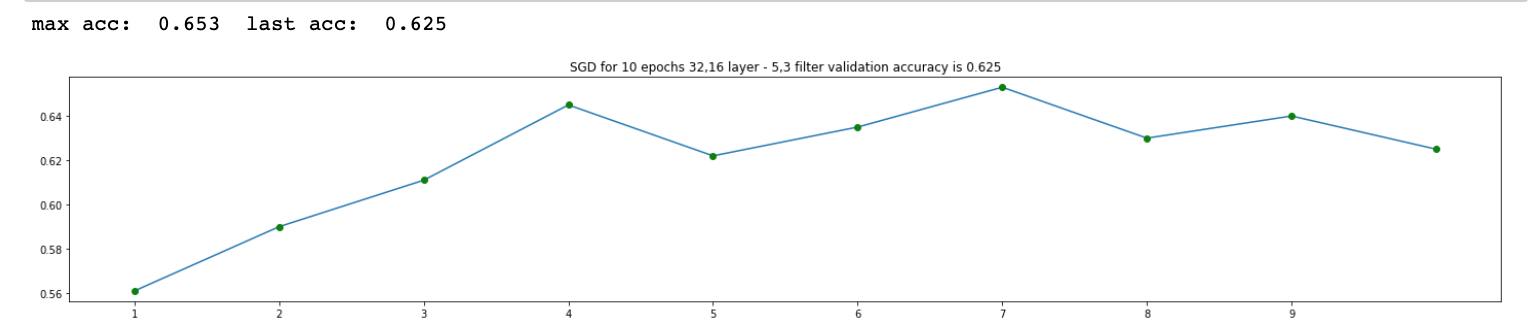 max acc:  0.653  last acc:  0.625
SGD for 10 epochs 32,16 layer - 5,3 filter validation accuracy is 0.625
0.64
0.62
0.60
0.58
0.56
1 2 3 4 5 6 7 8 9